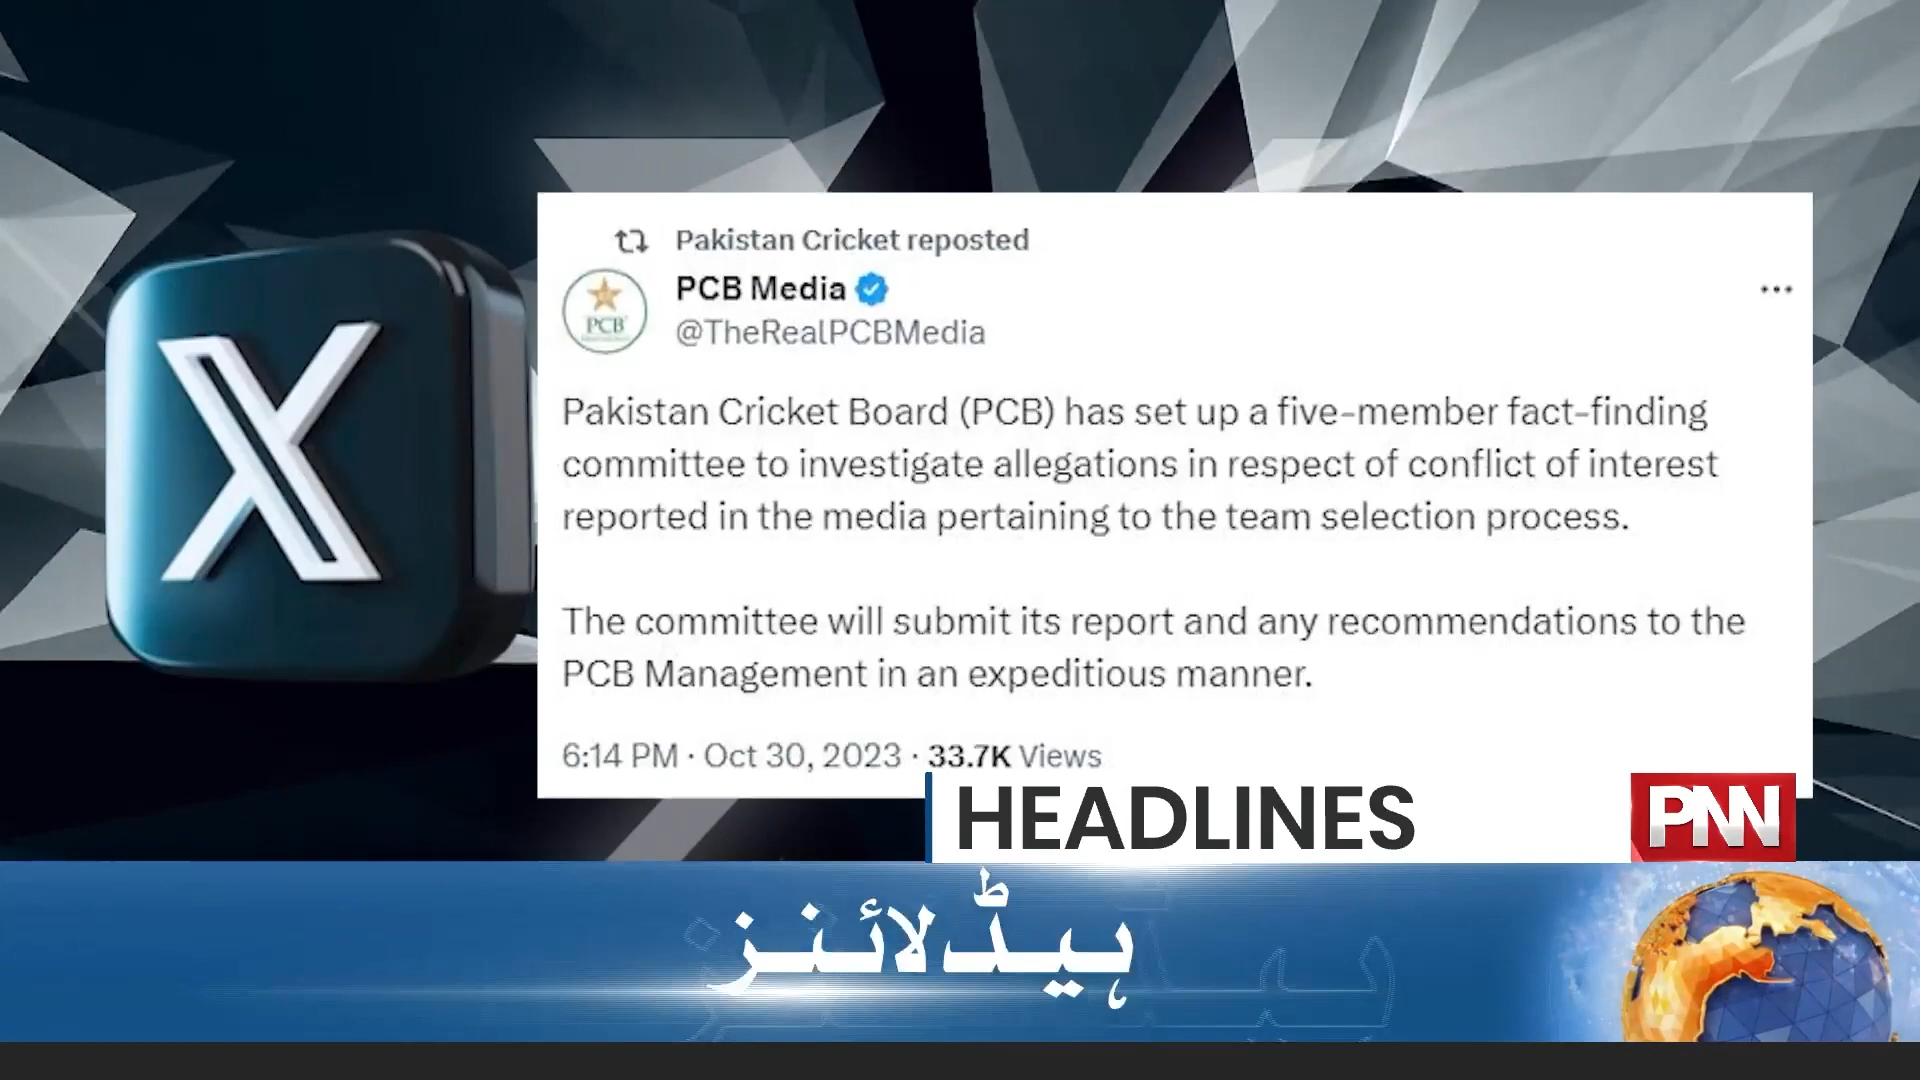 Pakistan Cricket reposted
PCB Media
@TheRealPCBMedia
PCB
Pakistan Cricket Board (PCB) has set up a five-member fact-finding
committee to investigate allegations in respect of conflict of interest
reported in the media pertaining to the team selection process.
The committee will submit its report and any recommendations to the
PCB Management in an expeditious manner.
6:14 PM · Oct 30, 2023 · 33.7K Views
X
HEADLINES
PNN
ہیڈلائنز